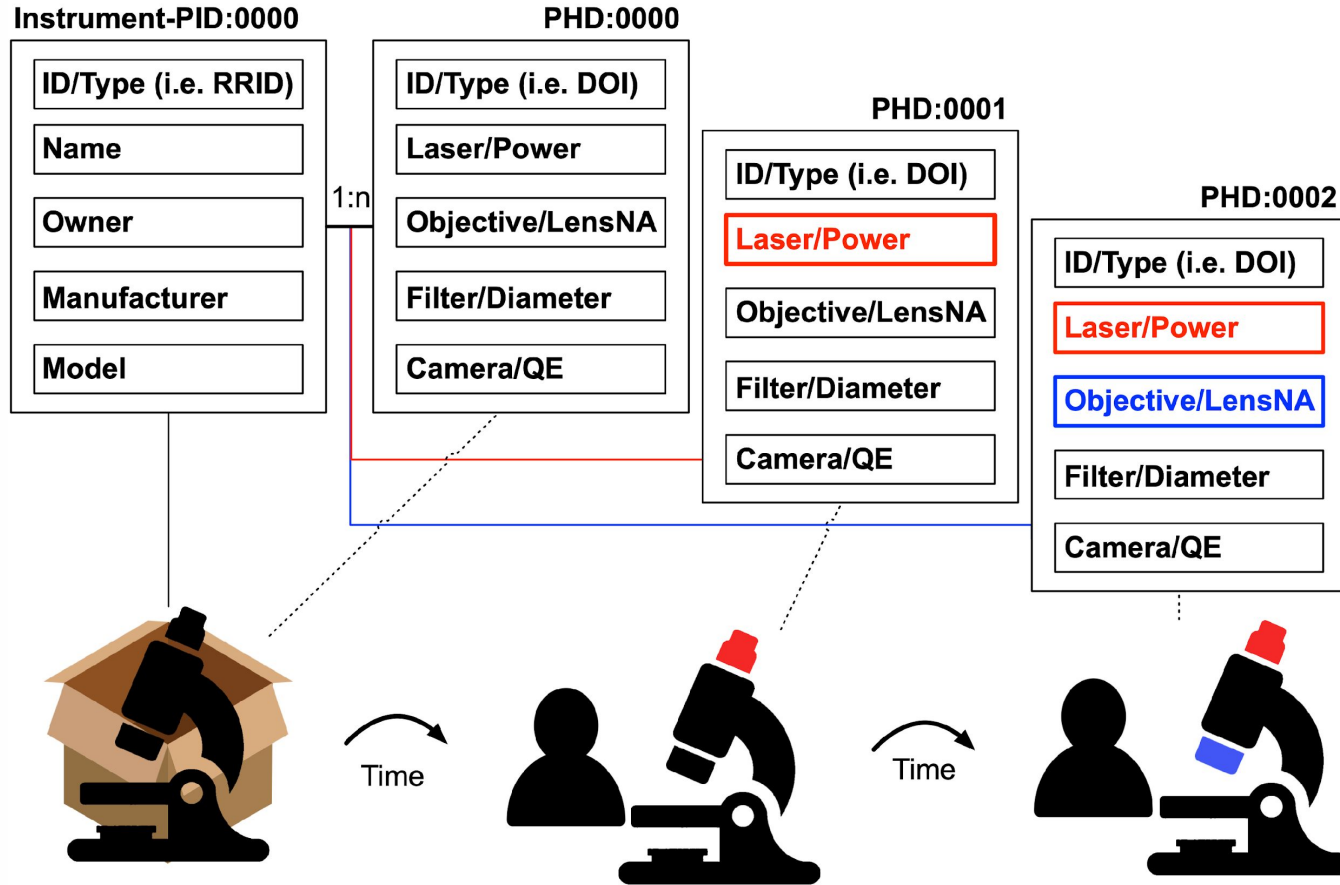 Instrument-PID:0000
ID/Type (i.e. RRID)
Name
Owner
Manufacturer
Model
1:n
PHD:0000
ID/Type (i.e. DOI)
Laser/Power
Objective/LensNA
Filter/Diameter
Camera/QE
PHD:0001
ID/Type (i.e. DOI)
Laser/Power
Objective/LensNA
Filter/Diameter
Camera/QE
PHD:0002
ID/Type (i.e. DOI)
Laser/Power
Objective/LensNA
Filter/Diameter
Camera/QE
Time
Time